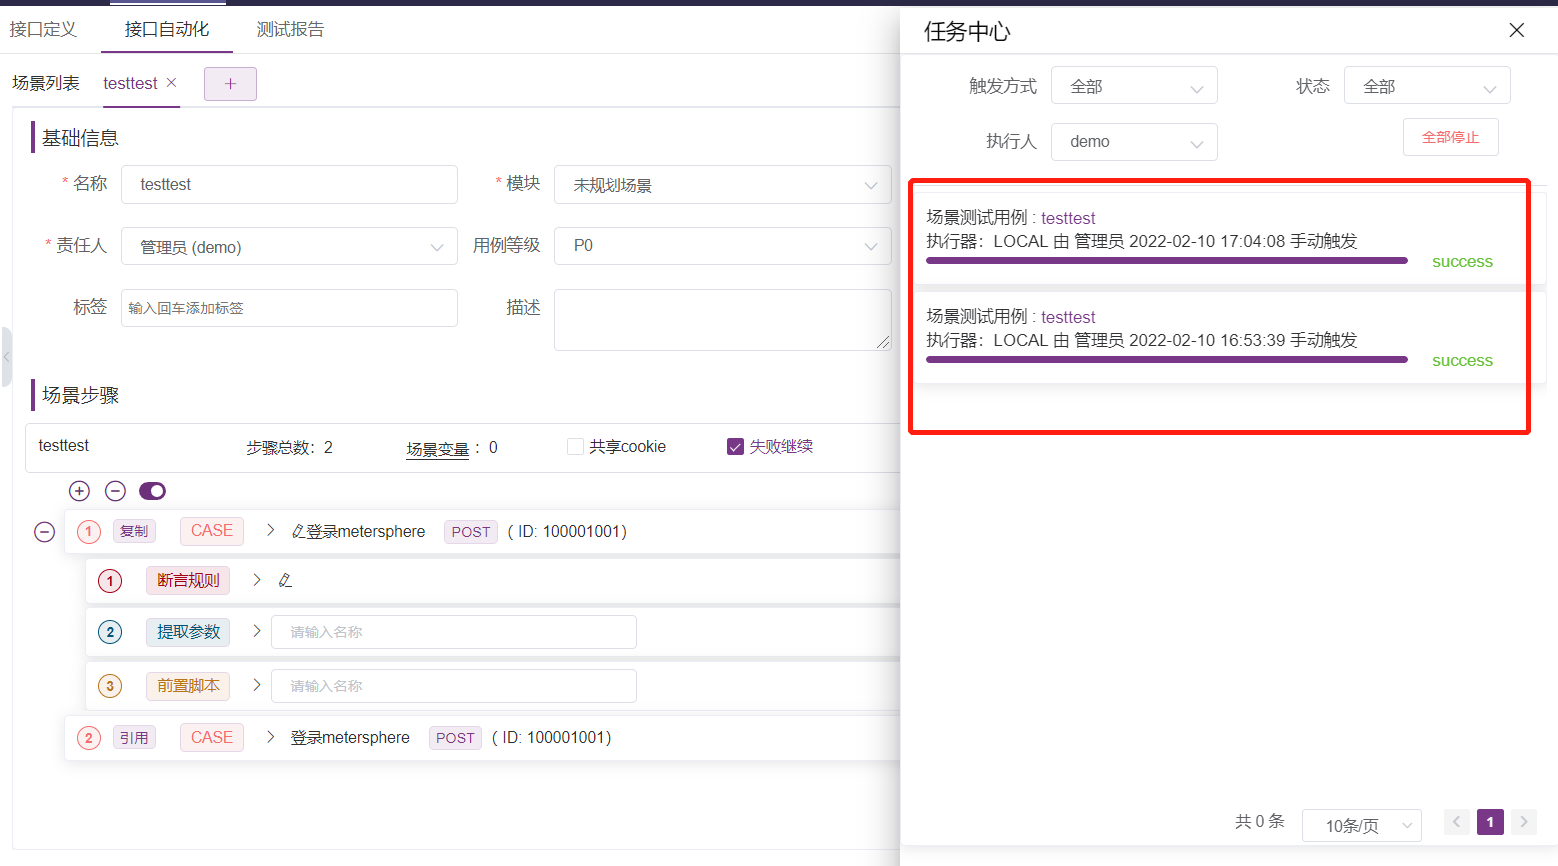 接口定义 接口自动化 测试报告
场景列表 testtest ✕ +
基础信息
* 名称 testtest * 模块 未规划场景
* 责任人 管理员 (demo) 用例等级 P0
标签 输入回车添加标签 描述
场景步骤
testtest 步骤总数：2 场景变量 ：0 共享cookie 失败继续
1 复制 CASE 登录metersphere POST ( ID: 100001001)
1 断言规则
2 提取参数 请输入名称
3 前置脚本 请输入名称
2 引用 CASE 登录metersphere POST ( ID: 100001001)
任务中心
触发方式 全部 状态 全部
执行人 demo 全部停止
场景测试用例 : testtest
执行器：LOCAL 由 管理员 2022-02-10 17:04:08 手动触发
success
场景测试用例 : testtest
执行器：LOCAL 由 管理员 2022-02-10 16:53:39 手动触发
success
共 0 条 10条/页 1